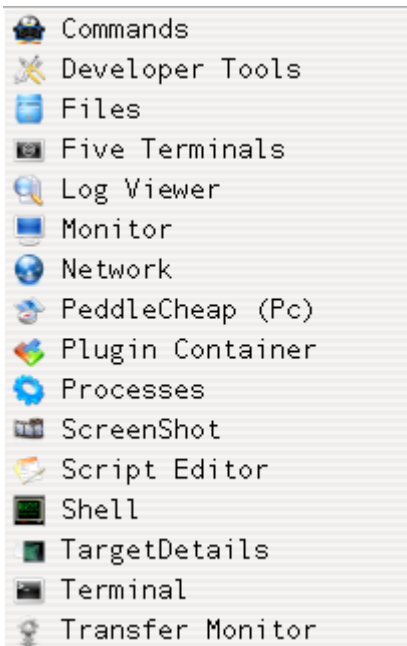 Commands
Developer Tools
Files
Five Terminals
Log Viewer
Monitor
Network
PeddleCheap (Pc)
Plugin Container
Processes
ScreenShot
Script Editor
Shell
TargetDetails
Terminal
Transfer Monitor